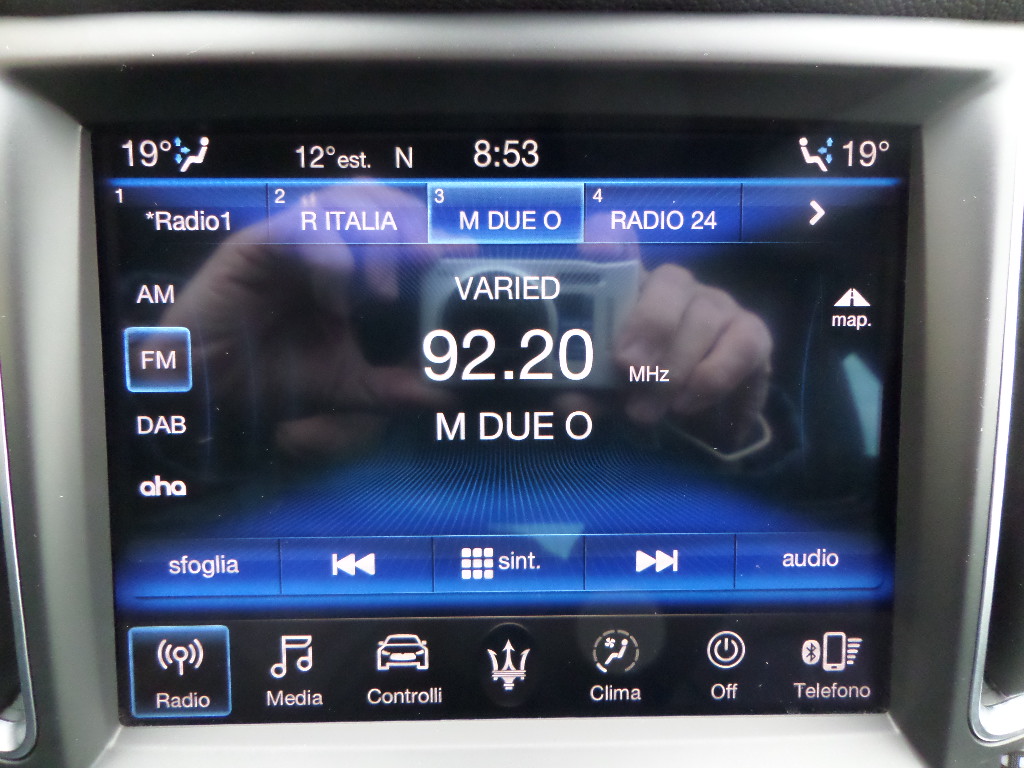 19° 12°est. N 8:53 19°
1 2 3 4
*Radio1 R ITALIA M DUE O RADIO 24
AM VARIED
map.
FM 92.20 MHz
DAB M DUE O
aha
sfoglia sint. audio
Radio Media Controlli Clima Off Telefono